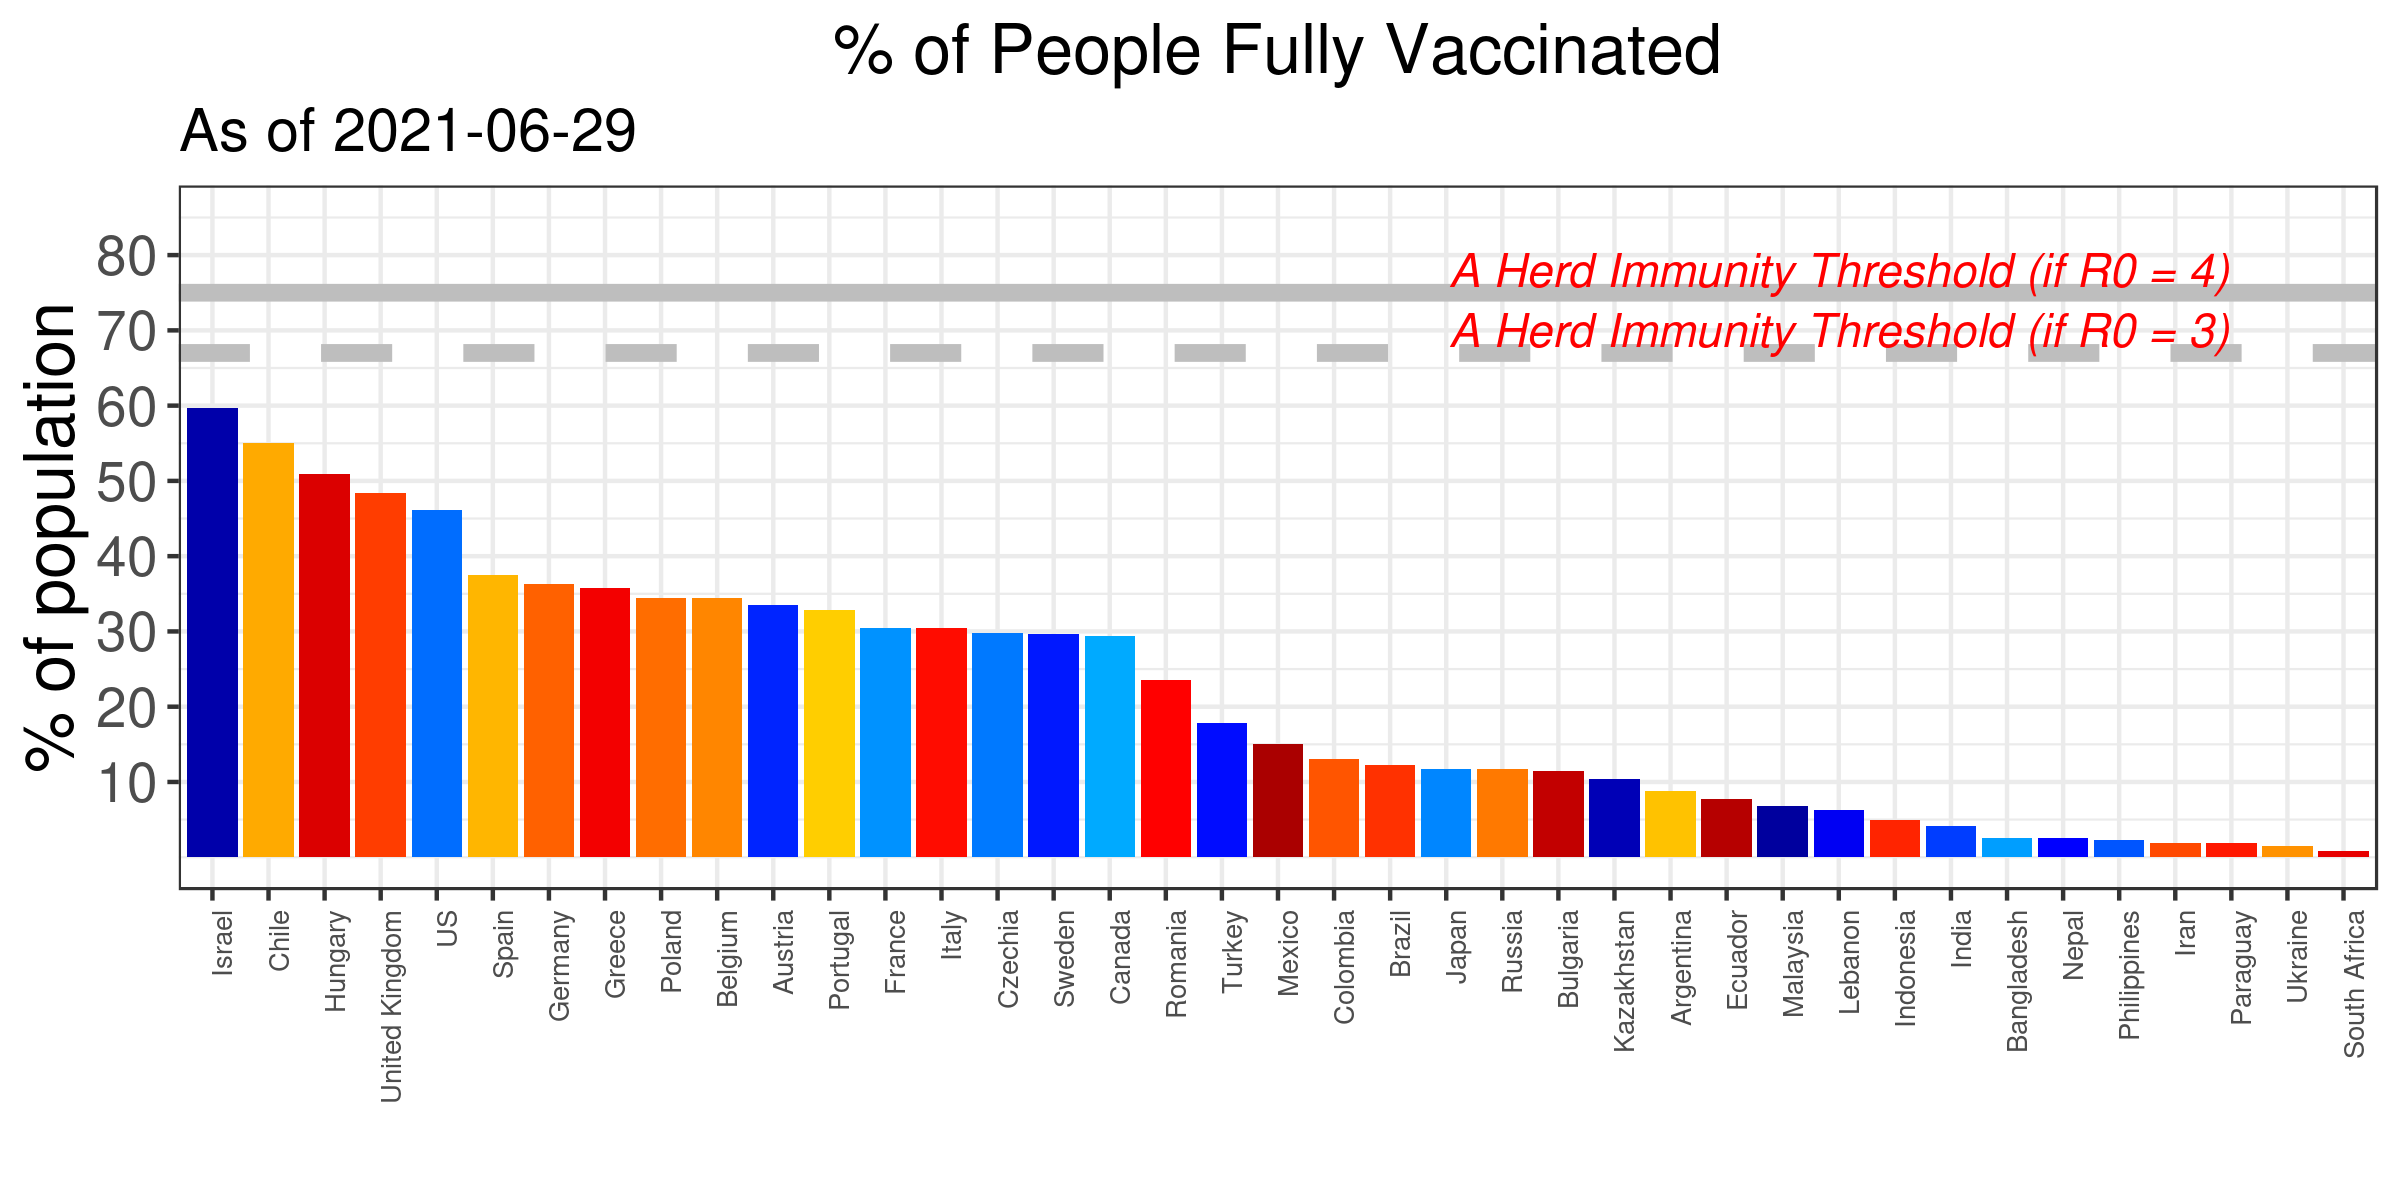 % of People Fully Vaccinated
As of 2021-06-29
% of population
80
70
60
50
40
30
20
10
A Herd Immunity Threshold (if R0 = 4)
A Herd Immunity Threshold (if R0 = 3)
Israel
Chile
Hungary
United Kingdom
US
Spain
Germany
Greece
Poland
Belgium
Austria
Portugal
France
Italy
Czechia
Sweden
Canada
Romania
Turkey
Mexico
Colombia
Brazil
Japan
Russia
Bulgaria
Kazakhstan
Argentina
Ecuador
Malaysia
Lebanon
Indonesia
India
Bangladesh
Nepal
Philippines
Iran
Paraguay
Ukraine
South Africa